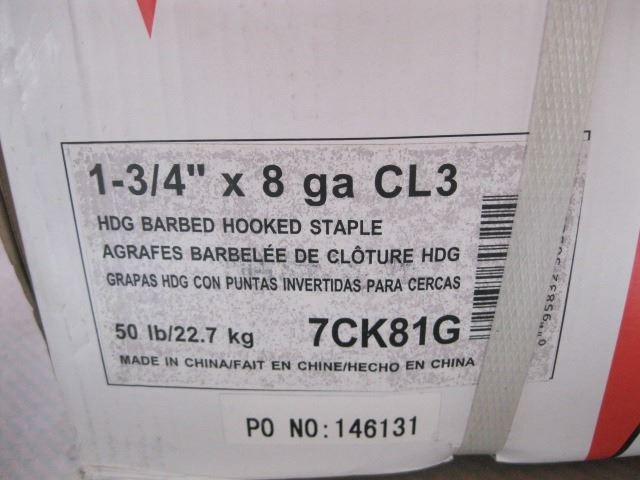 1-3/4" x 8 ga CL3
HDG BARBED HOOKED STAPLE
AGRAFES BARBELÉE DE CLÔTURE HDG
GRAPAS HDG CON PUNTAS INVERTIDAS PARA CERCAS
50 lb/22.7 kg 7CK81G
MADE IN CHINA/FAIT EN CHINE/HECHO EN CHINA
PO NO:146131